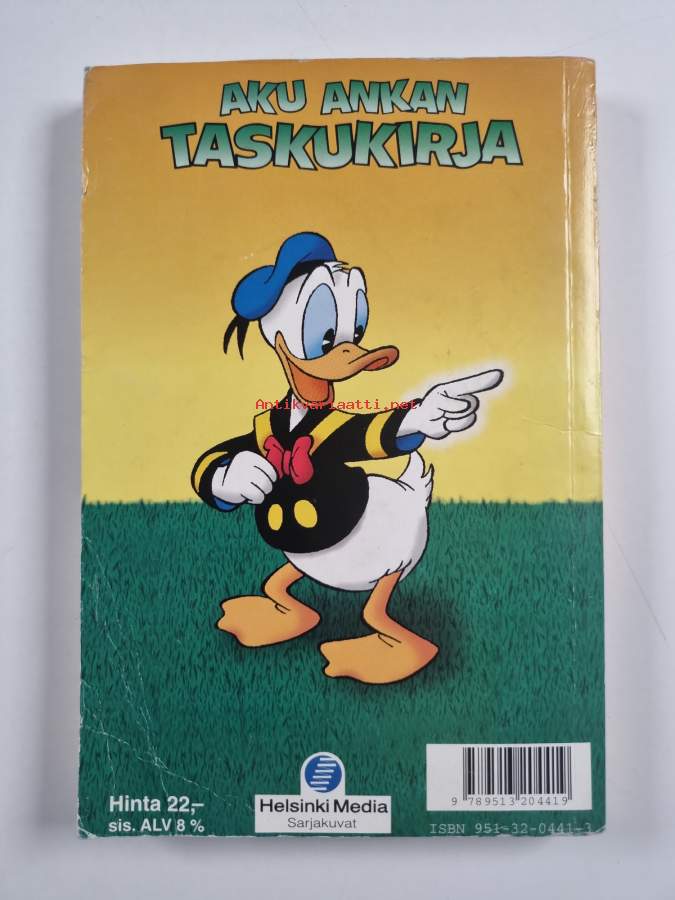 AKU ANKAN
TASKUKIRJA
Antikvariaatti.net
Hinta 22,–
sis. ALV 8 %
Helsinki Media
Sarjakuvat
9 789513 204419
ISBN 951-32-0441-3